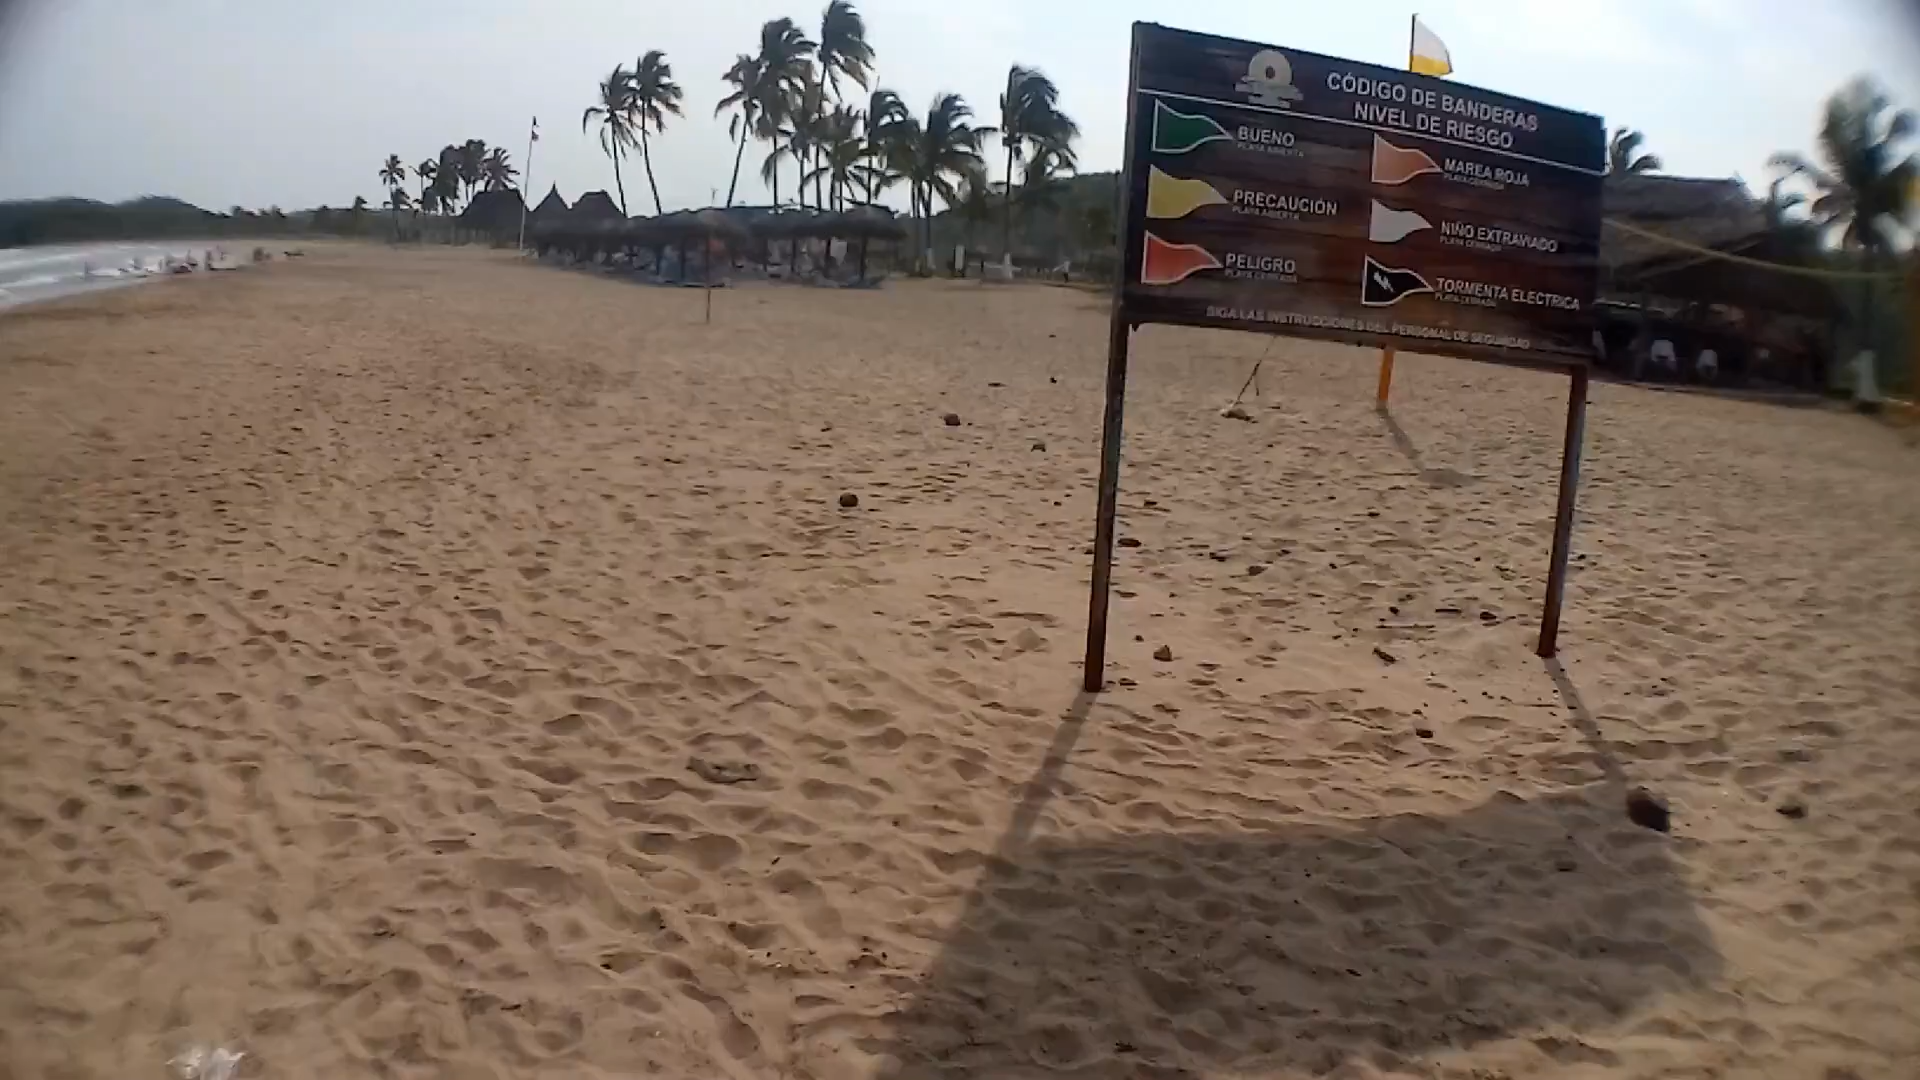 CÓDIGO DE BANDERAS
NIVEL DE RIESGO
BUENO
PLAYA ABIERTA
PRECAUCIÓN
PLAYA ABIERTA
PELIGRO
PLAYA CERRADA
MAREA ROJA
PLAYA CERRADA
NIÑO EXTRAVIADO
PLAYA CERRADA
TORMENTA ELECTRICA
PLAYA CERRADA
SIGA LAS INSTRUCCIONES DEL PERSONAL DE SEGURIDAD